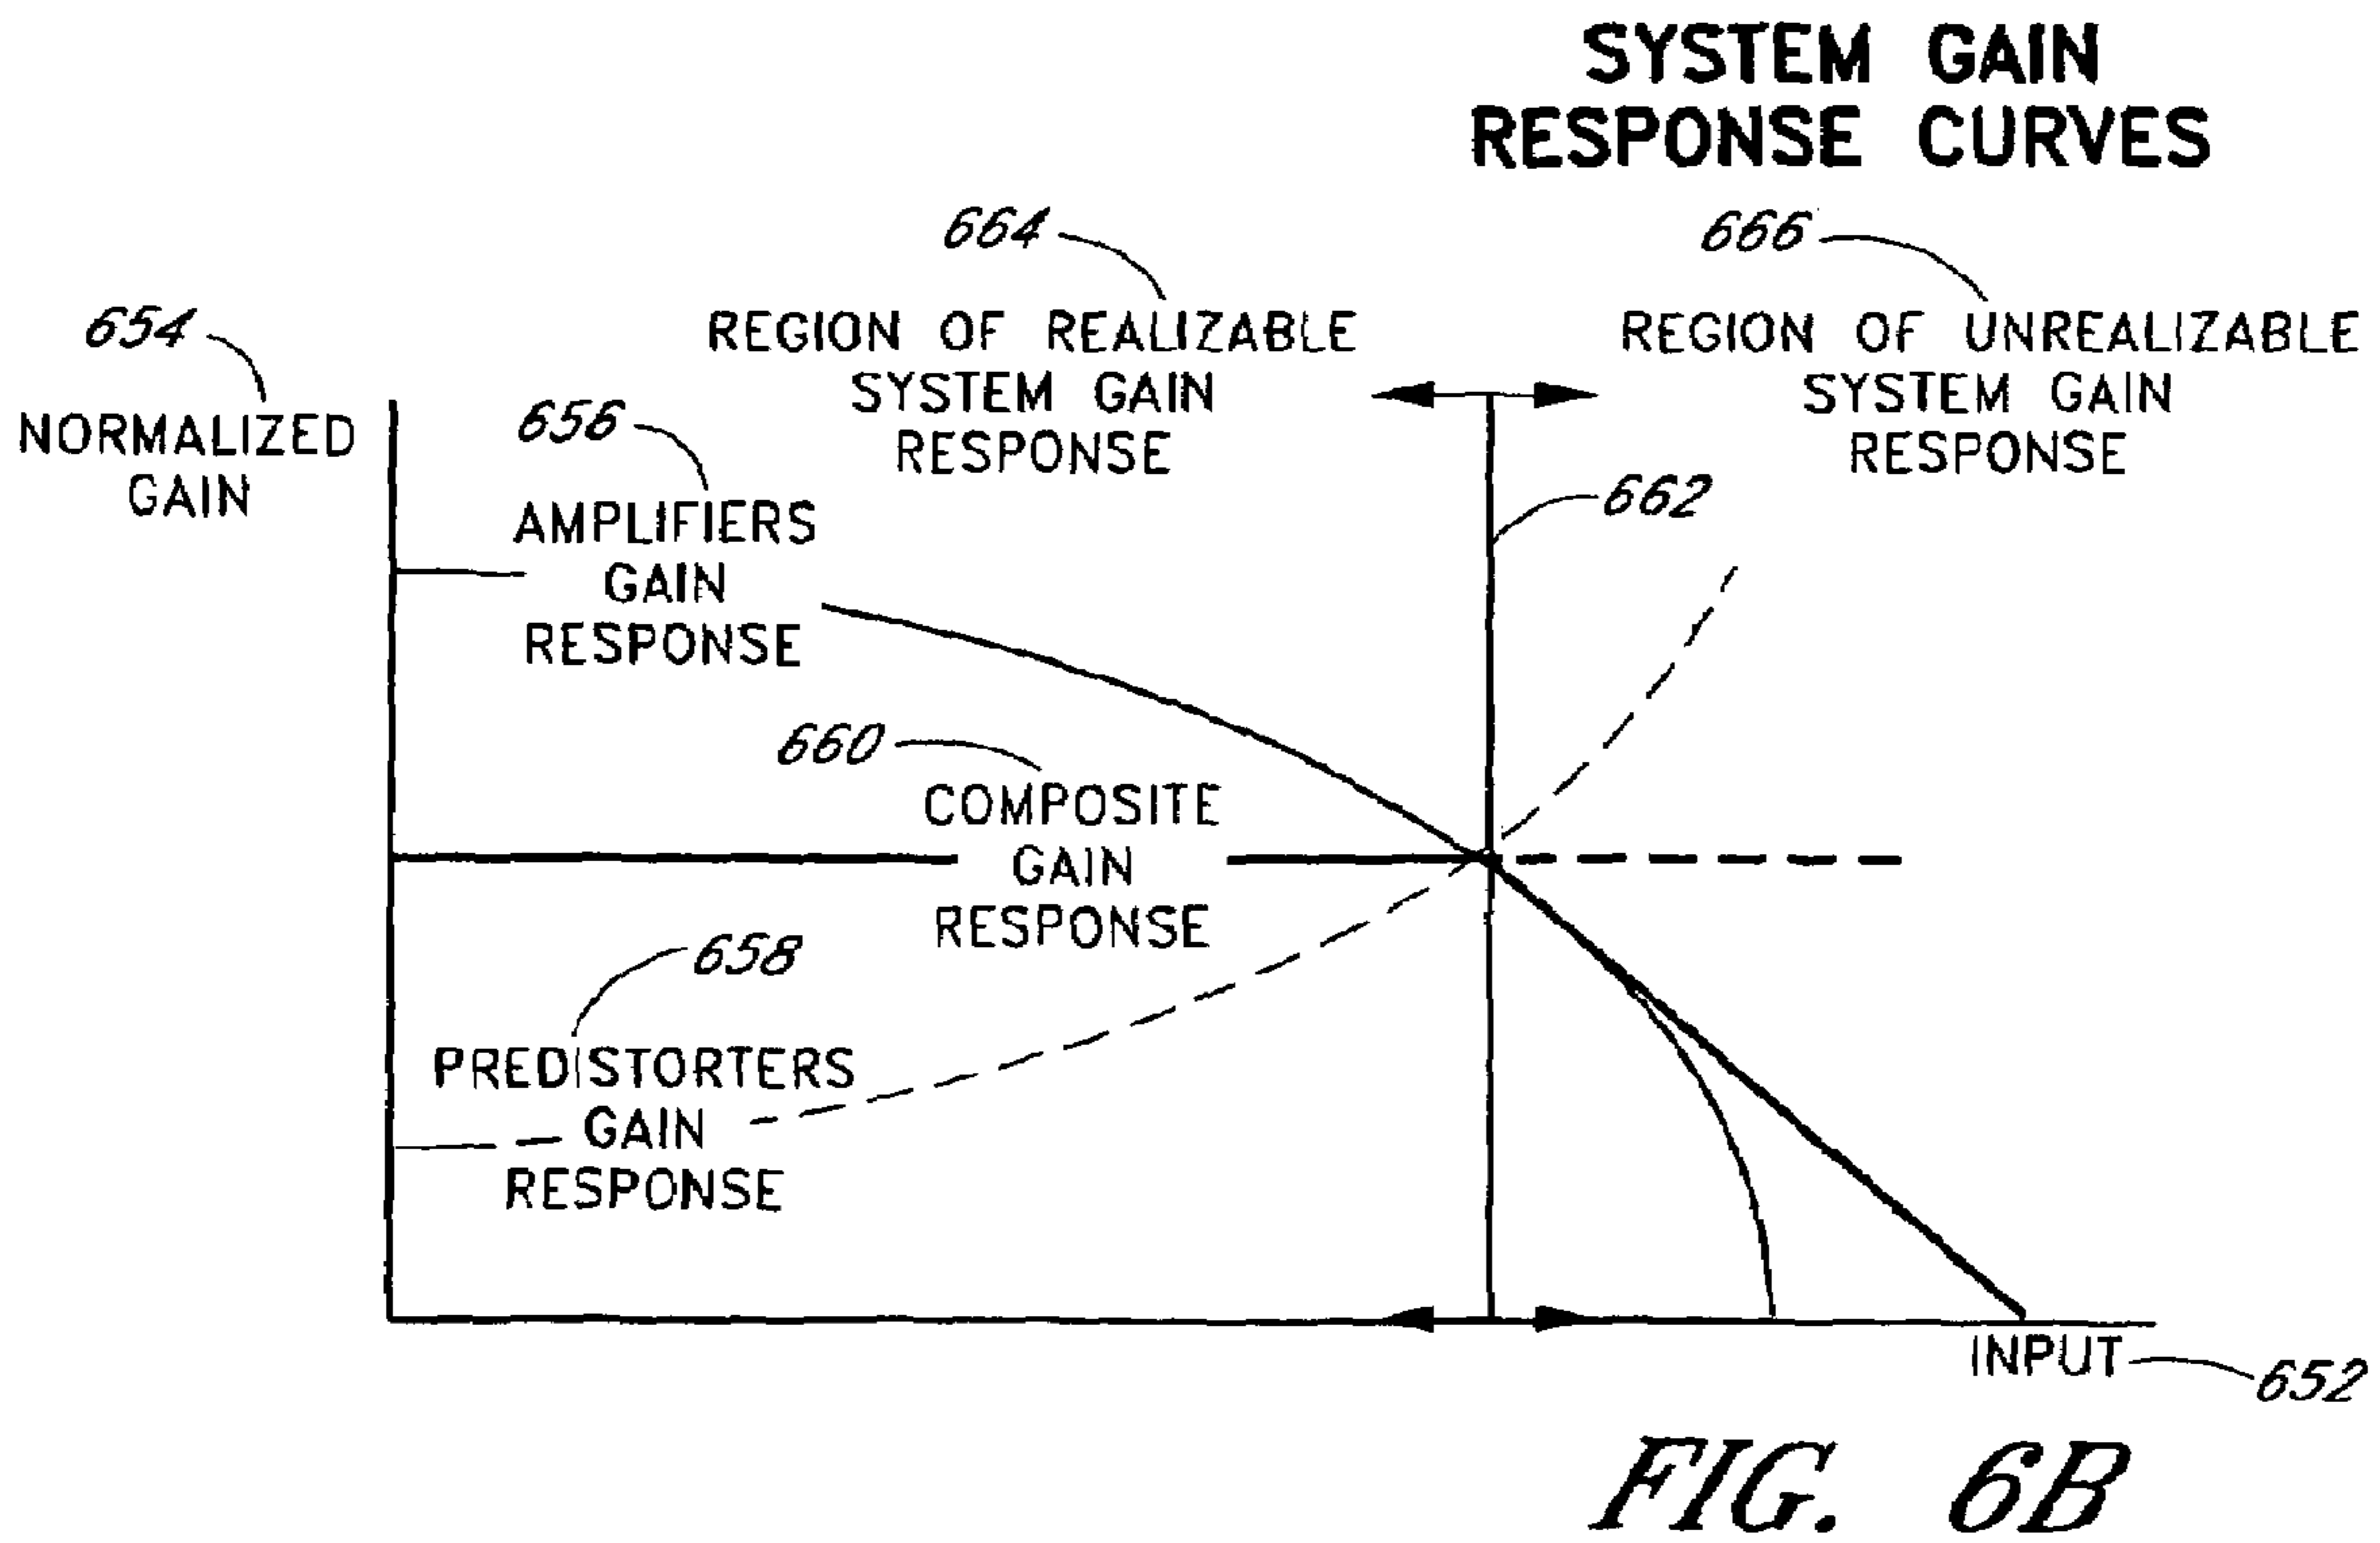 SYSTEM GAIN
RESPONSE CURVES
664
666
654
REGION OF REALIZABLE
SYSTEM GAIN
RESPONSE
REGION OF UNREALIZABLE
SYSTEM GAIN
RESPONSE
NORMALIZED
GAIN
656
AMPLIFIERS
GAIN
RESPONSE
662
660
COMPOSITE
GAIN
RESPONSE
658
PREDISTORTERS
GAIN
RESPONSE
INPUT
652
FIG. 6B